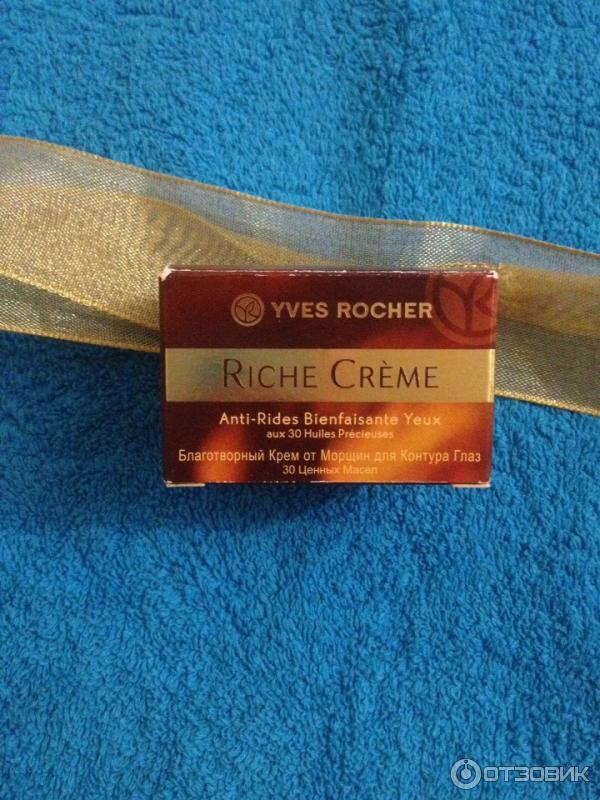 YVES ROCHER
RICHE CRÈME
Anti-Rides Bienfaisante Yeux
aux 30 Huiles Précieuses
Благотворный Крем от Морщин для Контура Глаз
30 Ценных Масел
ОТЗОВИК